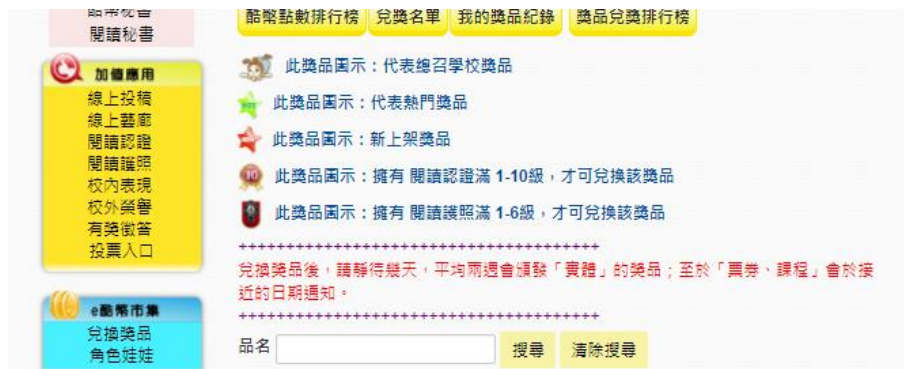 酷幣秘書
閱讀秘書
加值應用
線上投稿
線上藝廊
閱讀認證
閱讀護照
校內表現
校外榮譽
有獎徵答
投票入口
e酷幣市集
兌換獎品
角色娃娃
酷幣點數排行榜 兌獎名單 我的獎品紀錄 獎品兌獎排行榜
此獎品圖示：代表總召學校獎品
此獎品圖示：代表熱門獎品
此獎品圖示：新上架獎品
此獎品圖示：擁有 閱讀認證滿 1-10級，才可兌換該獎品
此獎品圖示：擁有 閱讀護照滿 1-6級，才可兌換該獎品
++++++++++++++++++++++++++++++++++++++
兌換獎品後，請靜待幾天，平均兩週會頒發「實體」的獎品；至於「票券、課程」會於接
近的日期通知。
++++++++++++++++++++++++++++++++++++++
品名 搜尋 清除搜尋